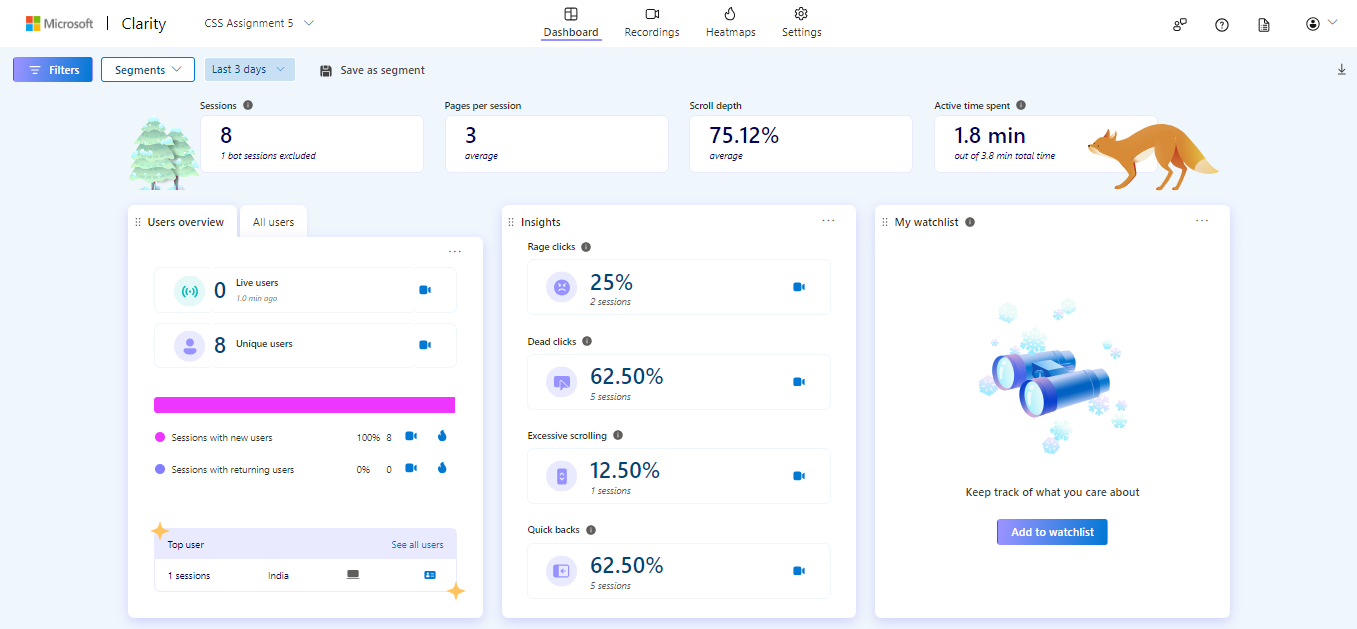 Microsoft | Clarity
CSS Assignment 5
Dashboard
Recordings
Heatmaps
Settings
Filters
Segments
Last 3 days
Save as segment
Sessions
8
1 bot sessions excluded
Pages per session
3
average
Scroll depth
75.12%
average
Active time spent
1.8 min
out of 3.8 min total time
Users overview
All users
0
Live users
1.0 min ago
8
Unique users
Sessions with new users 100% 8
Sessions with returning users 0% 0
Top user
See all users
1 sessions
India
Insights
Rage clicks
25%
2 sessions
Dead clicks
62.50%
5 sessions
Excessive scrolling
12.50%
1 sessions
Quick backs
62.50%
5 sessions
My watchlist
Keep track of what you care about
Add to watchlist